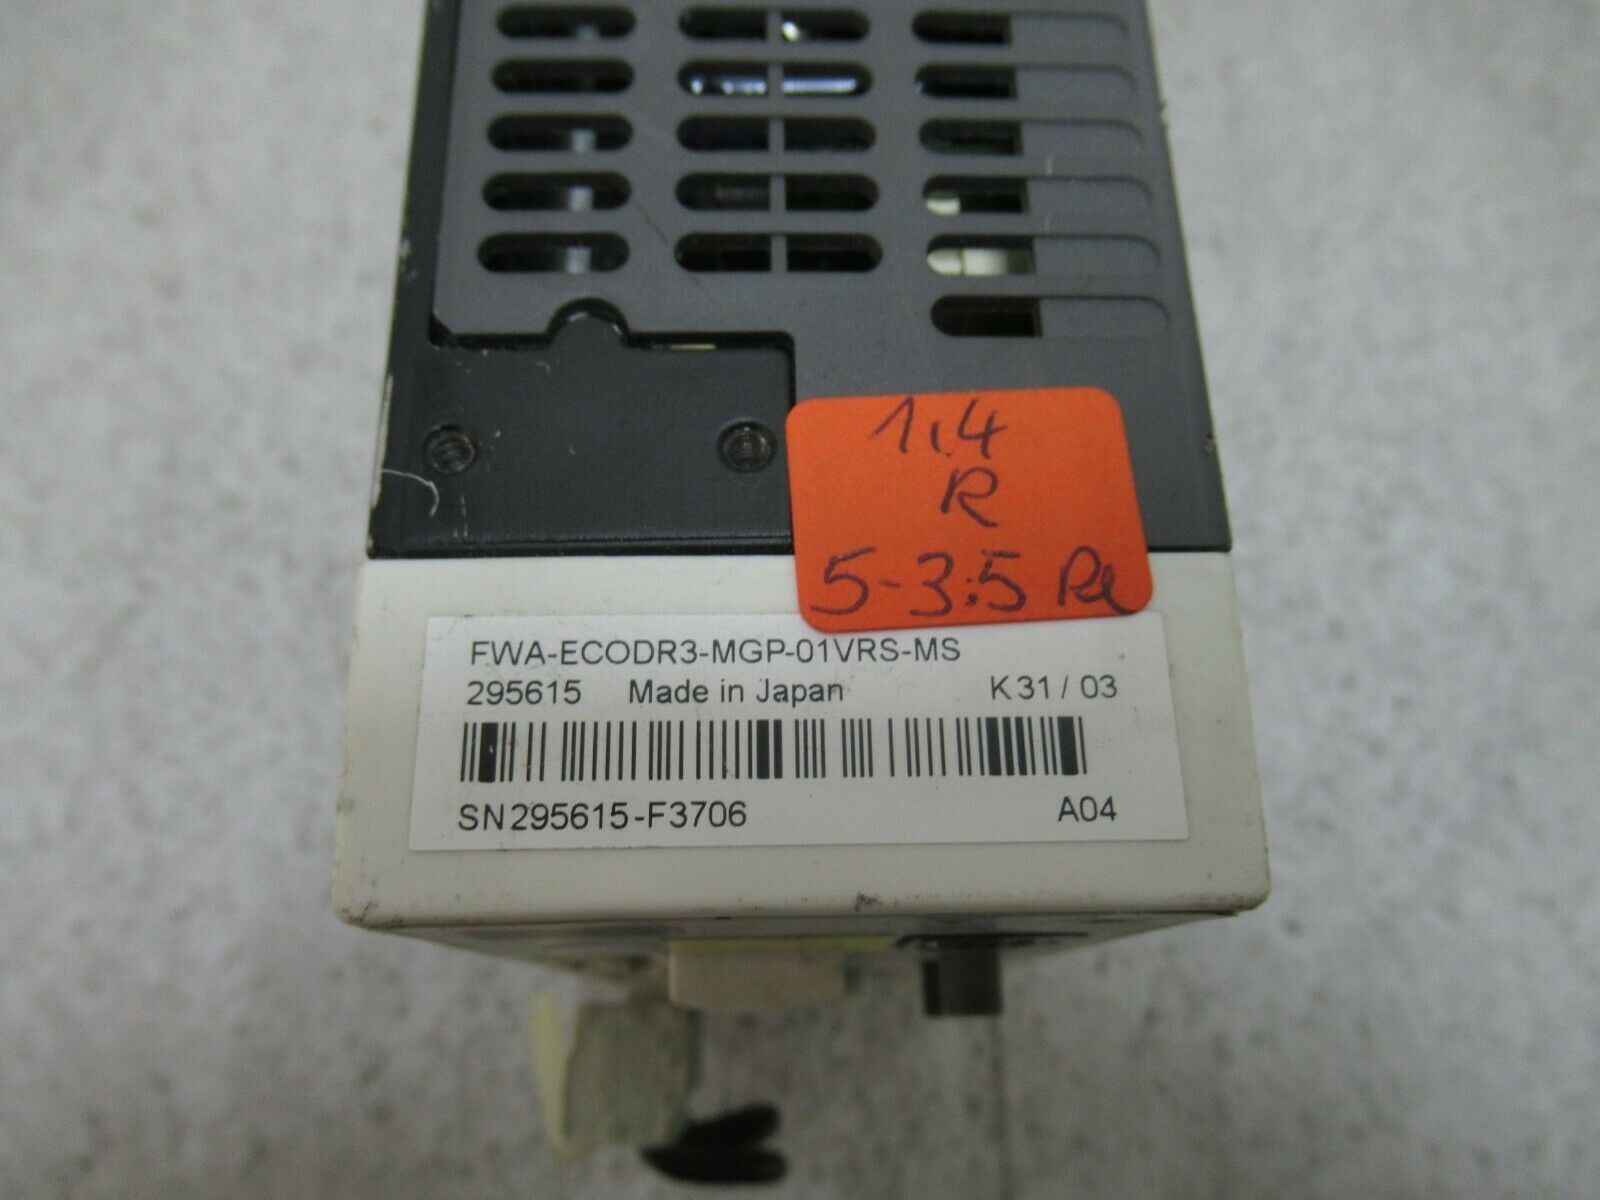 1,4
R
5-3.5
FWA-ECODR3-MGP-01VRS-MS
295615 Made in Japan K31/03
SN295615-F3706 A04